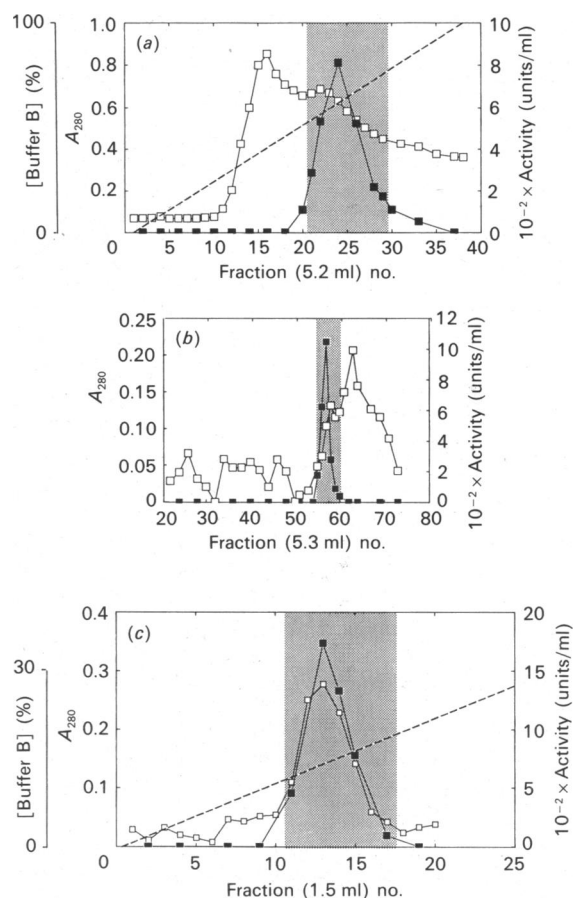 100
[Buffer B] (%)
0
(a)
1.0
0.8
0.6
0.4
0.2
A280
10
8
6
4
2
0
10⁻² × Activity (units/ml)
0 5 10 15 20 25 30 35 40
Fraction (5.2 ml) no.
(b)
0.25
0.20
0.15
0.10
0.05
0
A280
12
10
8
6
4
2
0
10⁻² × Activity (units/ml)
20 30 40 50 60 70 80
Fraction (5.3 ml) no.
30
[Buffer B] (%)
0
(c)
0.4
0.3
0.2
0.1
A280
20
15
10
5
0
10⁻² × Activity (units/ml)
0 5 10 15 20 25
Fraction (1.5 ml) no.